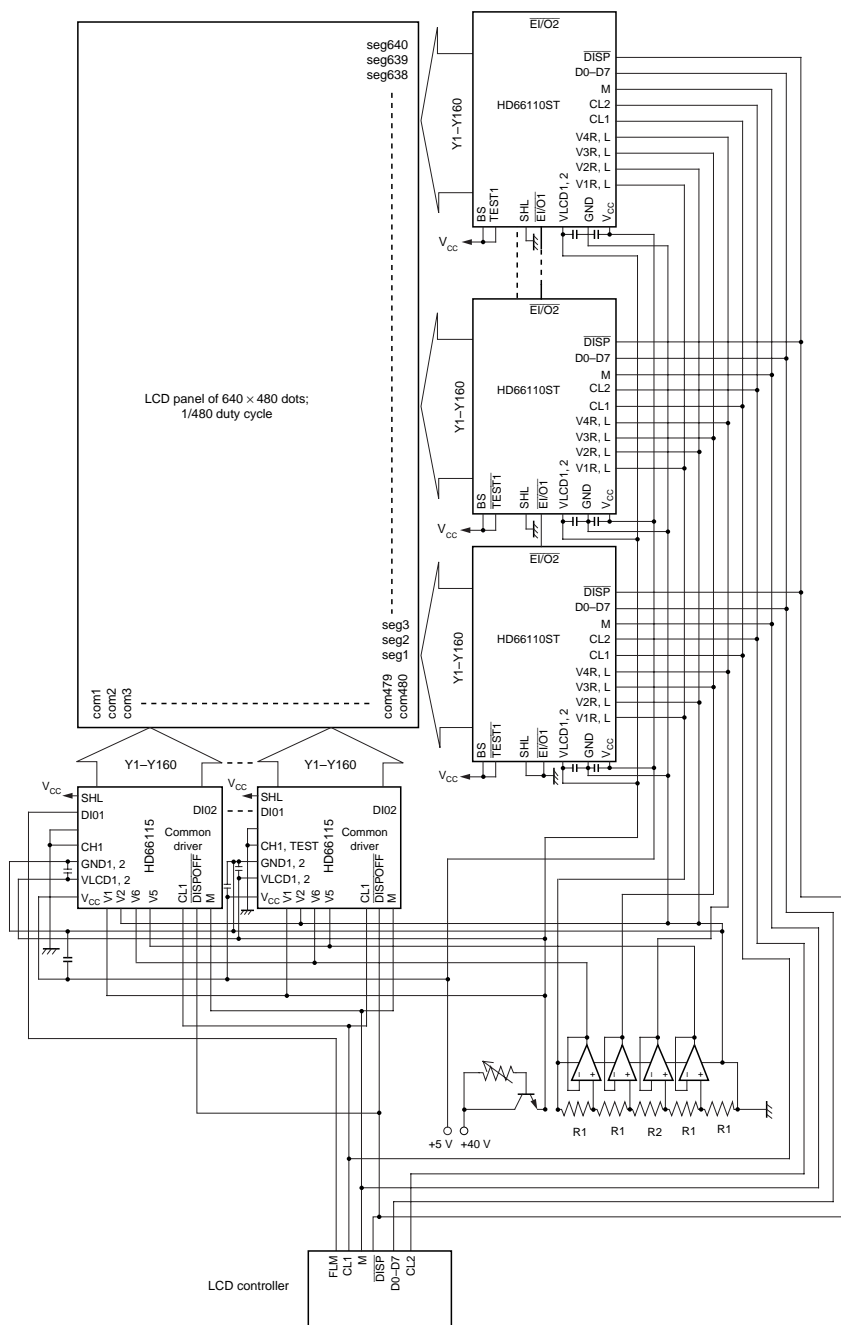 seg640
seg639
seg638
LCD panel of 640 × 480 dots;
1/480 duty cycle
seg3
seg2
seg1
com1
com2
com3
com479
com480
Y1–Y160
EI/O2
HD66110ST
DISP
D0–D7
M
CL2
CL1
V4R, L
V3R, L
V2R, L
V1R, L
BS
TEST1
SHL
EI/O1
VLCD1, 2
GND
VCC
VCC
Y1–Y160
EI/O2
HD66110ST
DISP
D0–D7
M
CL2
CL1
V4R, L
V3R, L
V2R, L
V1R, L
BS
TEST1
SHL
EI/O1
VLCD1, 2
GND
VCC
VCC
Y1–Y160
EI/O2
HD66110ST
DISP
D0–D7
M
CL2
CL1
V4R, L
V3R, L
V2R, L
V1R, L
BS
TEST1
SHL
EI/O1
VLCD1, 2
GND
VCC
VCC
Y1–Y160
VCC
SHL
DI01
DI02
CH1
GND1, 2
VLCD1, 2
VCC
HD66115
Common
driver
V1
V2
V6
V5
CL1
DISPOFF
M
Y1–Y160
VCC
SHL
DI01
DI02
CH1, TEST
GND1, 2
VLCD1, 2
VCC
HD66115
Common
driver
V1
V2
V6
V5
CL1
DISPOFF
M
– +
– +
– +
– +
R1
R1
R2
R1
R1
+5 V
+40 V
LCD controller
FLM
CL1
M
DISP
D0–D7
CL2